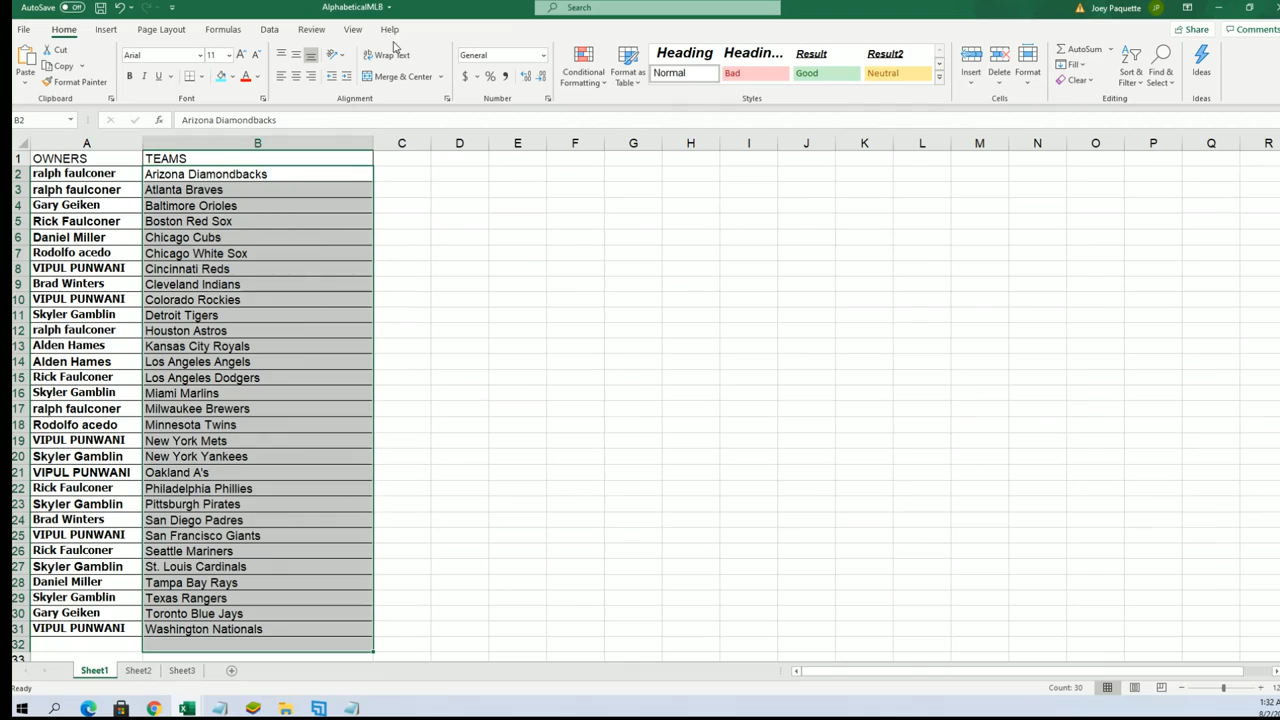 AutoSave Off AlphabeticalMLB Search Joey Paquette JP
File Home Insert Page Layout Formulas Data Review View Help Share Comments
Paste Cut Copy Format Painter Clipboard
Arial 11 A A B I U A Font
Wrap Text Merge & Center Alignment
General $ % , Number
Conditional Formatting Format as Table
Heading Headin... Result Result2
Normal Bad Good Neutral
Styles
Insert Delete Format Cells
AutoSum Fill Clear Sort & Filter Find & Select Editing
Ideas Ideas
B2 fx Arizona Diamondbacks
A B C D E F G H I J K L M N O P Q R
1 OWNERS TEAMS
2 ralph faulconer Arizona Diamondbacks
3 ralph faulconer Atlanta Braves
4 Gary Geiken Baltimore Orioles
5 Rick Faulconer Boston Red Sox
6 Daniel Miller Chicago Cubs
7 Rodolfo acedo Chicago White Sox
8 VIPUL PUNWANI Cincinnati Reds
9 Brad Winters Cleveland Indians
10 VIPUL PUNWANI Colorado Rockies
11 Skyler Gamblin Detroit Tigers
12 ralph faulconer Houston Astros
13 Alden Hames Kansas City Royals
14 Alden Hames Los Angeles Angels
15 Rick Faulconer Los Angeles Dodgers
16 Skyler Gamblin Miami Marlins
17 ralph faulconer Milwaukee Brewers
18 Rodolfo acedo Minnesota Twins
19 VIPUL PUNWANI New York Mets
20 Skyler Gamblin New York Yankees
21 VIPUL PUNWANI Oakland A's
22 Rick Faulconer Philadelphia Phillies
23 Skyler Gamblin Pittsburgh Pirates
24 Brad Winters San Diego Padres
25 VIPUL PUNWANI San Francisco Giants
26 Rick Faulconer Seattle Mariners
27 Skyler Gamblin St. Louis Cardinals
28 Daniel Miller Tampa Bay Rays
29 Skyler Gamblin Texas Rangers
30 Gary Geiken Toronto Blue Jays
31 VIPUL PUNWANI Washington Nationals
32
33
Sheet1 Sheet2 Sheet3
Ready Count: 30 12
1:32 A
8/2/